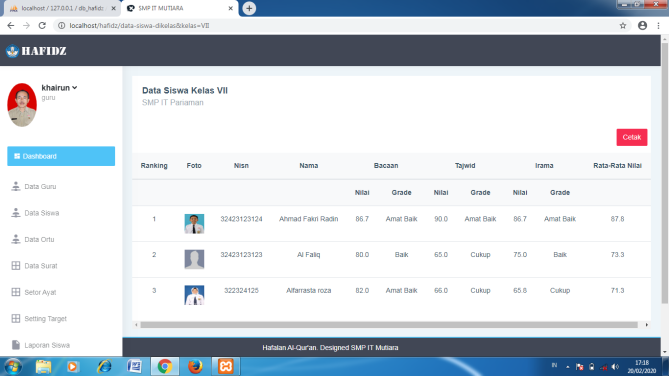 localhost / 127.0.0.1 / db_hafidz
SMP IT MUTIARA
localhost/hafidz/data-siswa-dikelas&kelas=VII
HAFIDZ
khairun
guru
Dashboard
Data Guru
Data Siswa
Data Ortu
Data Surat
Setor Ayat
Setting Target
Laporan Siswa
Data Siswa Kelas VII
SMP IT Pariaman
Cetak
Ranking Foto Nisn Nama Bacaan Tajwid Irama Rata-Rata Nilai
Nilai Grade Nilai Grade Nilai Grade
1 32423123124 Ahmad Fakri Radin 86.7 Amat Baik 90.0 Amat Baik 86.7 Amat Baik 87.8
2 32423123123 Al Faliq 80.0 Baik 65.0 Cukup 75.0 Baik 73.3
3 322324125 Alfarrasta roza 82.0 Amat Baik 66.0 Cukup 65.8 Cukup 71.3
Hafalan Al-Qur'an. Designed SMP IT Mutiara
IN
17:18
20/02/2020